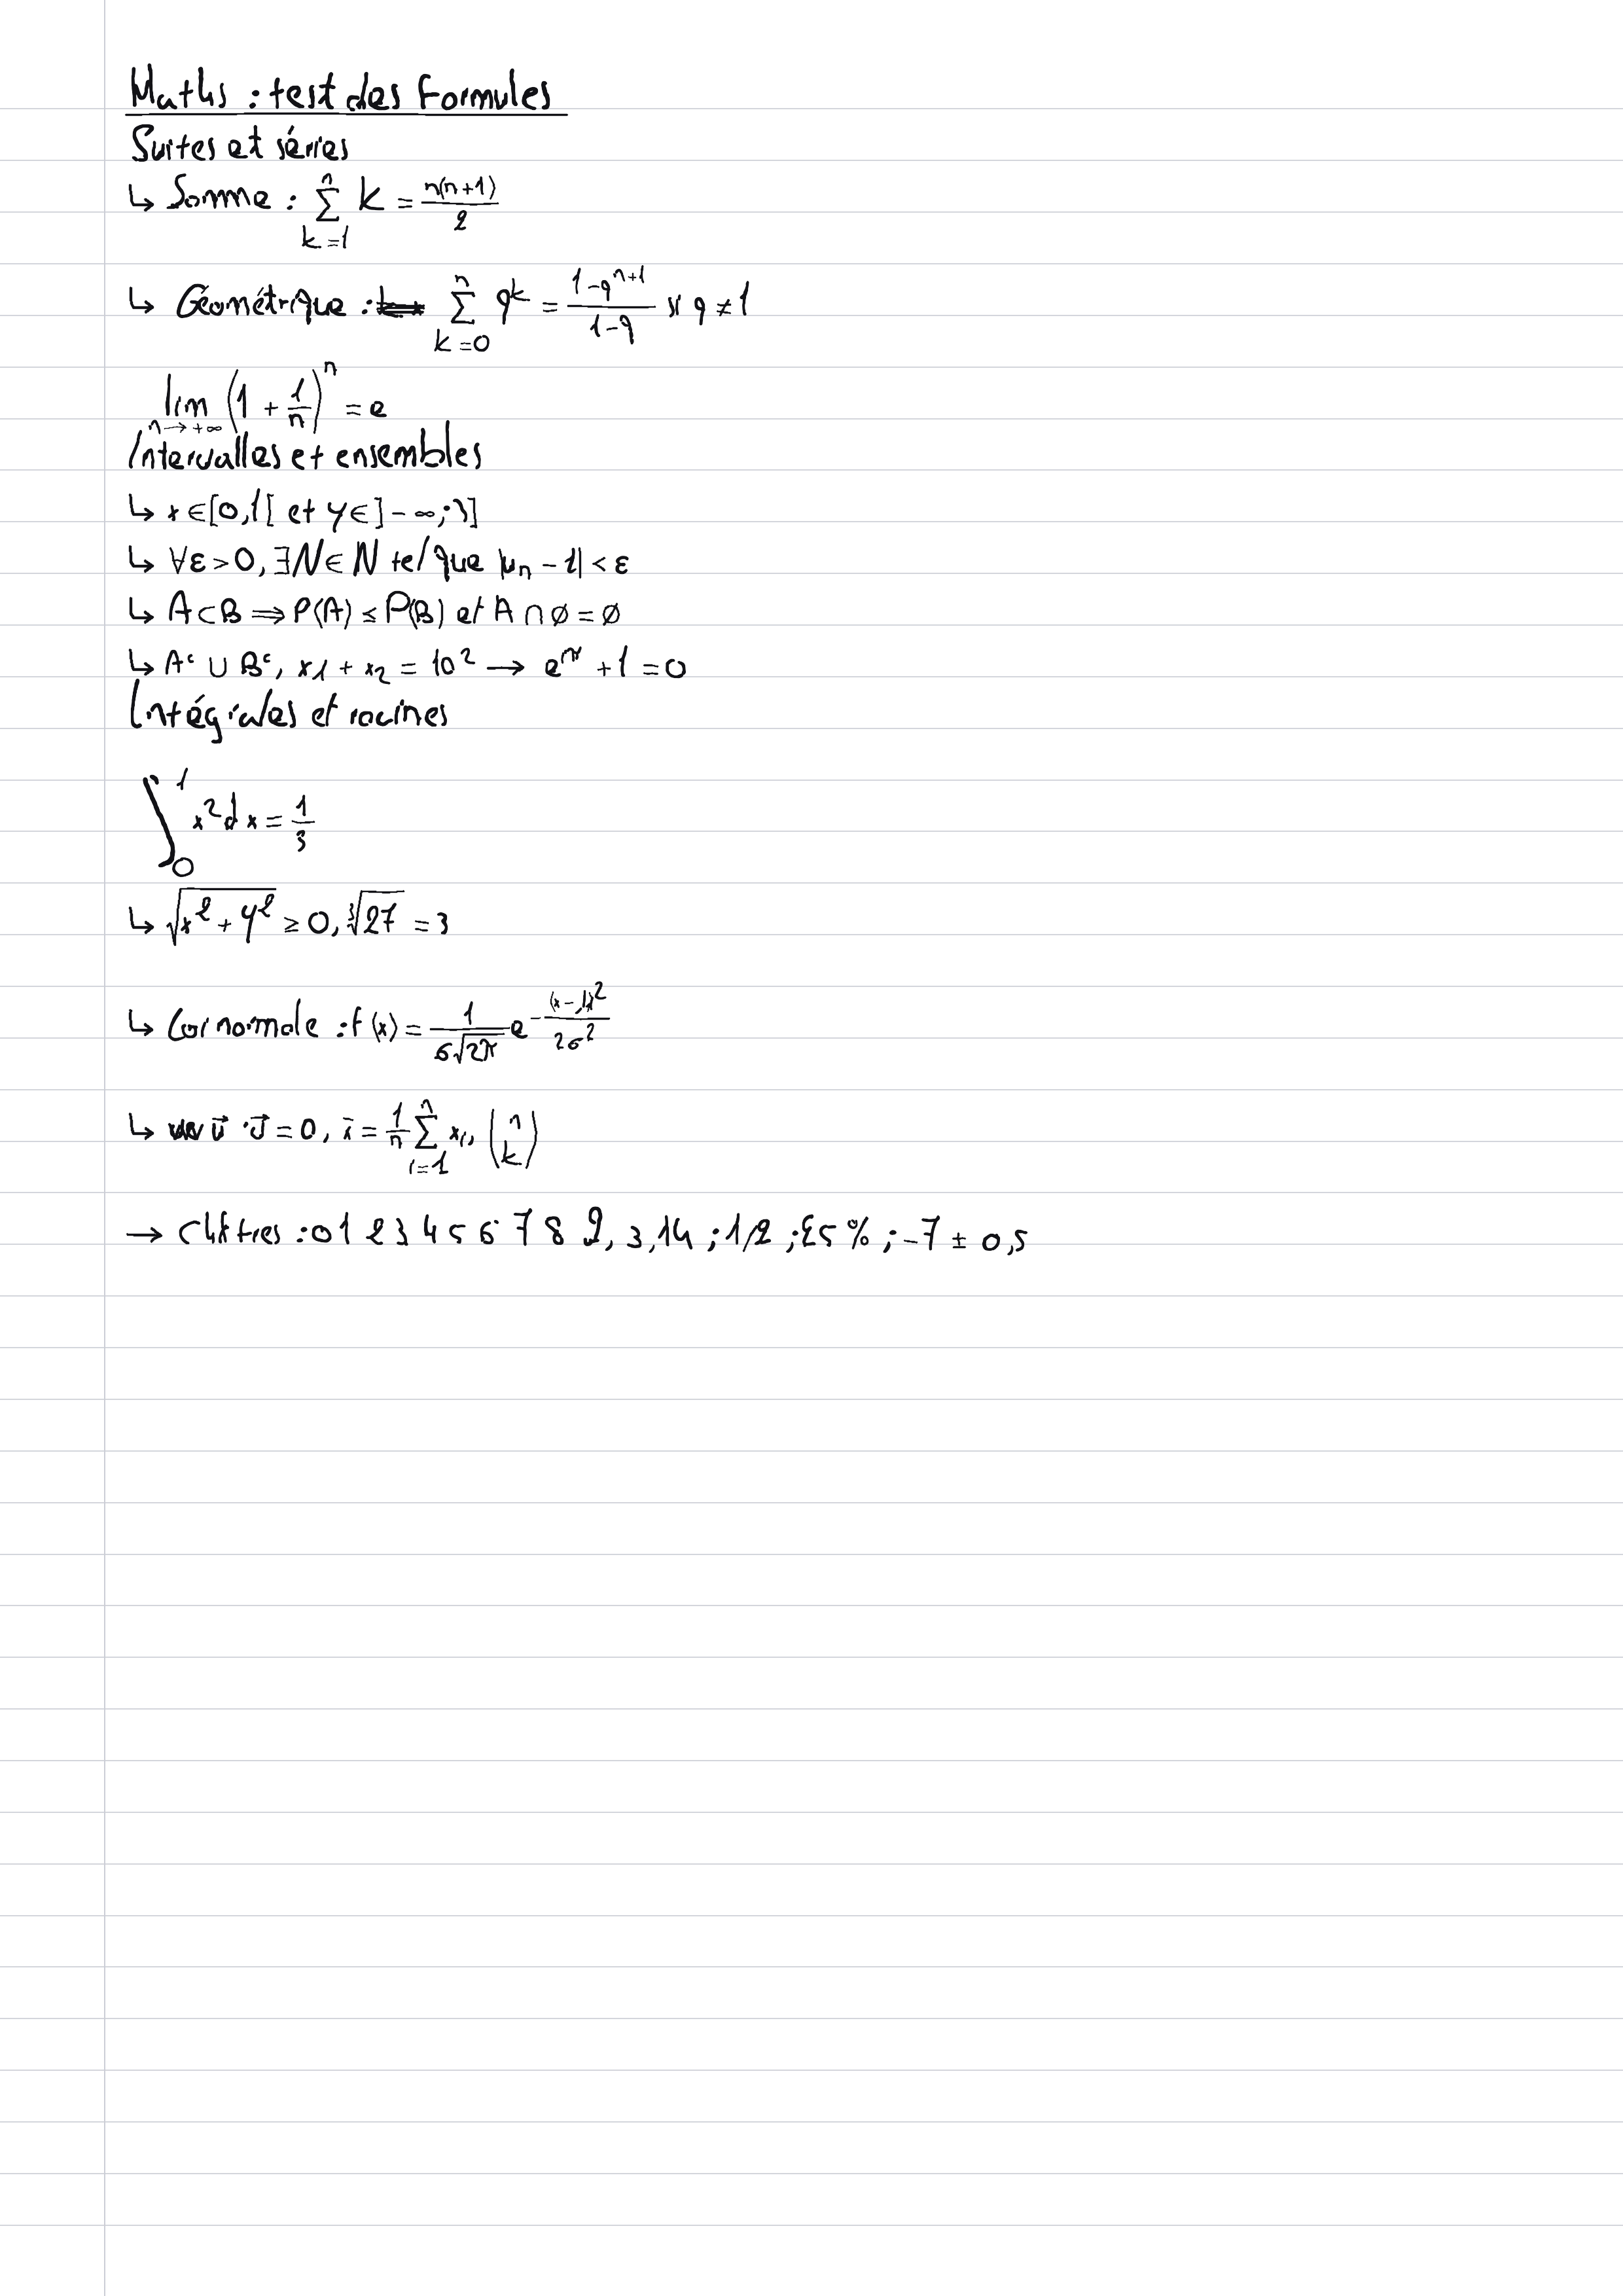 Maths : test des Formules
Suites et séries
↳ Somme : ∑_{k=1}^{n} k = n(n+1)/2
↳ Géométrique : ∑_{k=0}^{n} q^k = (1-q^{n+1})/(1-q) si q ≠ 1
lim_{n→+∞} (1 + 1/n)^n = e
Intervalles et ensembles
↳ x ∈ [0,1[ et y ∈ ]-∞;3]
↳ ∀ε > 0, ∃N ∈ N tel que |u_n - 1| < ε
↳ A ⊂ B ⟹ P(A) ≤ P(B) et A ∩ ∅ = ∅
↳ A^c ∪ B^c, x1 + x_2 = 10^2 → e^{iπ} + 1 = 0
Intégrales et racines
∫_0^1 x^2 dx = 1/3
↳ √(x^2 + y^2) ≥ 0, ∛27 = 3
↳ Loi normale : f(x) = 1/(σ√(2π)) e^{-(x-μ)^2/(2σ^2)}
↳ u⃗ · v⃗ = 0, x̄ = 1/n ∑_{i=1}^{n} x_i, (n k)
→ Chiffres : 0 1 2 3 4 5 6 7 8 9, 3,14 ; 1/2 ; 25 % ; -7 ± 0,5